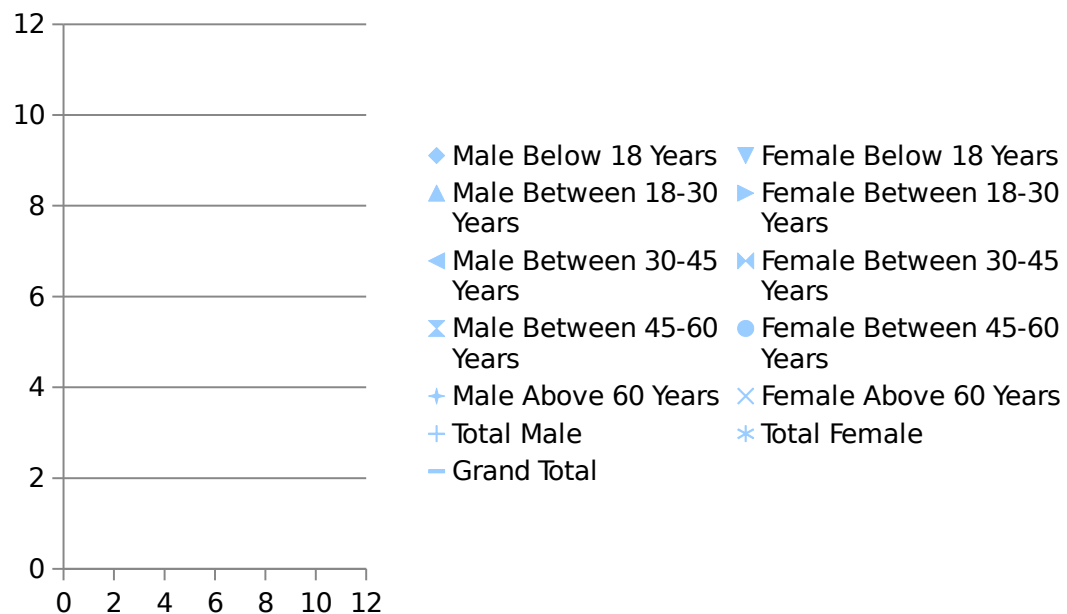 12
10
8
6
4
2
0
0 2 4 6 8 10 12
Male Below 18 Years
Female Below 18 Years
Male Between 18-30
Years
Female Between 18-30
Years
Male Between 30-45
Years
Female Between 30-45
Years
Male Between 45-60
Years
Female Between 45-60
Years
Male Above 60 Years
Female Above 60 Years
Total Male
Total Female
Grand Total